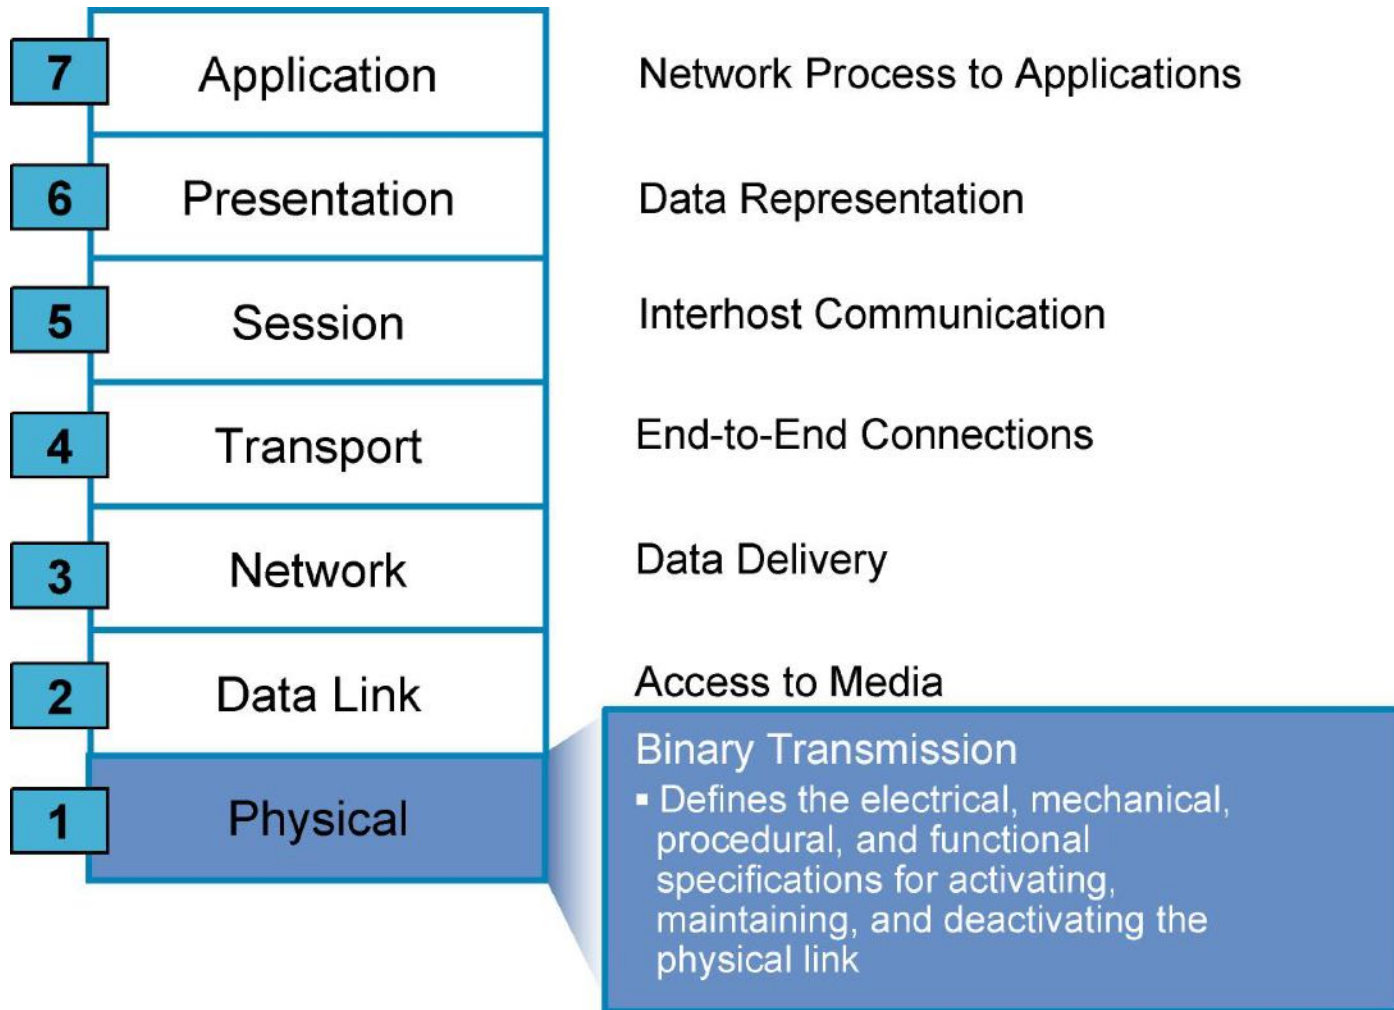 7 Application Network Process to Applications
6 Presentation Data Representation
5 Session Interhost Communication
4 Transport End-to-End Connections
3 Network Data Delivery
2 Data Link Access to Media
1 Physical
Binary Transmission
▪ Defines the electrical, mechanical,
procedural, and functional
specifications for activating,
maintaining, and deactivating the
physical link